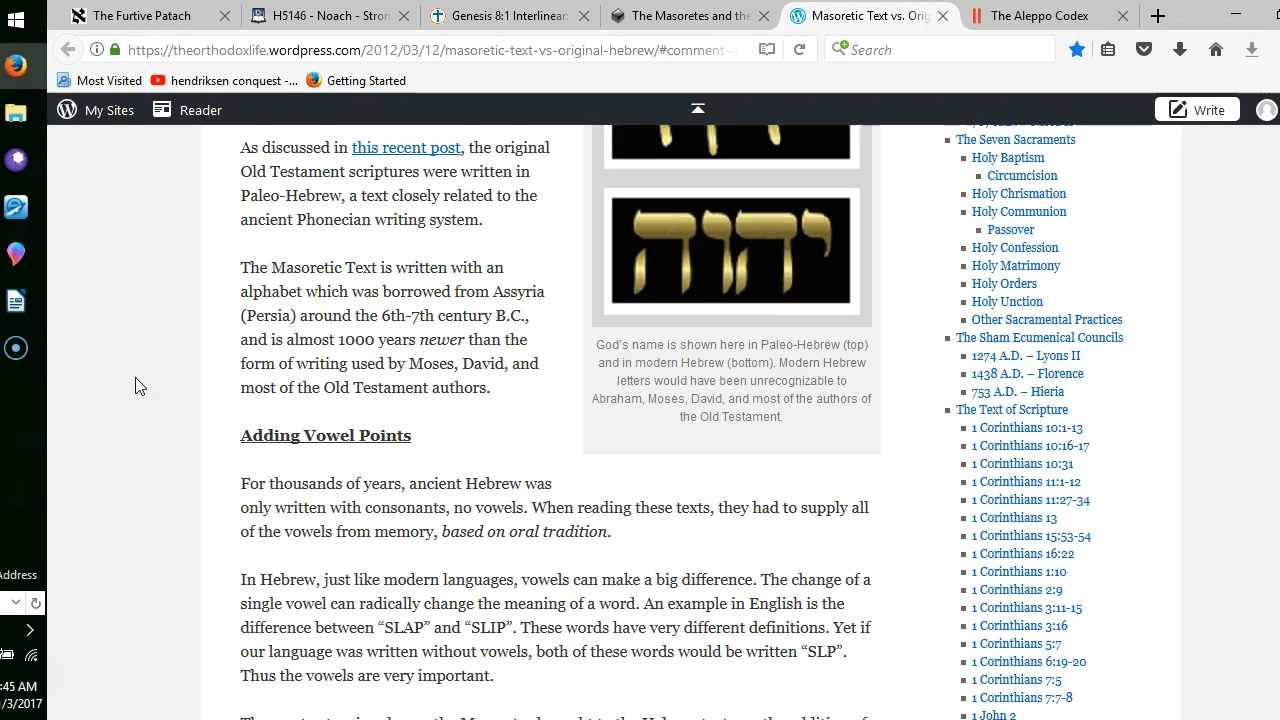 The Furtive Patach
H5146 - Noach - Stron
Genesis 8:1 Interlinear:
The Masoretes and the
Masoretic Text vs. Orig
The Aleppo Codex
https://theorthodoxlife.wordpress.com/2012/03/12/masoretic-text-vs-original-hebrew/#comment-4
Search
Most Visited
hendriksen conquest -...
Getting Started
My Sites
Reader
Write
As discussed in this recent post, the original
Old Testament scriptures were written in
Paleo-Hebrew, a text closely related to the
ancient Phonecian writing system.
The Masoretic Text is written with an
alphabet which was borrowed from Assyria
(Persia) around the 6th-7th century B.C.,
and is almost 1000 years newer than the
form of writing used by Moses, David, and
most of the Old Testament authors.
יהוה
God's name is shown here in Paleo-Hebrew (top)
and in modern Hebrew (bottom). Modern Hebrew
letters would have been unrecognizable to
Abraham, Moses, David, and most of the authors of
the Old Testament.
Adding Vowel Points
For thousands of years, ancient Hebrew was
only written with consonants, no vowels. When reading these texts, they had to supply all
of the vowels from memory, based on oral tradition.
In Hebrew, just like modern languages, vowels can make a big difference. The change of a
single vowel can radically change the meaning of a word. An example in English is the
difference between “SLAP” and “SLIP”. These words have very different definitions. Yet if
our language was written without vowels, both of these words would be written “SLP”.
Thus the vowels are very important.
The Seven Sacraments
Holy Baptism
Circumcision
Holy Chrismation
Holy Communion
Passover
Holy Confession
Holy Matrimony
Holy Orders
Holy Unction
Other Sacramental Practices
The Sham Ecumenical Councils
1274 A.D. – Lyons II
1438 A.D. – Florence
753 A.D. – Hieria
The Text of Scripture
1 Corinthians 10:1-13
1 Corinthians 10:16-17
1 Corinthians 10:31
1 Corinthians 11:1-12
1 Corinthians 11:27-34
1 Corinthians 13
1 Corinthians 15:53-54
1 Corinthians 16:22
1 Corinthians 1:10
1 Corinthians 2:9
1 Corinthians 3:11-15
1 Corinthians 3:16
1 Corinthians 5:7
1 Corinthians 6:19-20
1 Corinthians 7:5
1 Corinthians 7:7-8
1 John 2
Address
:45 AM
1/3/2017